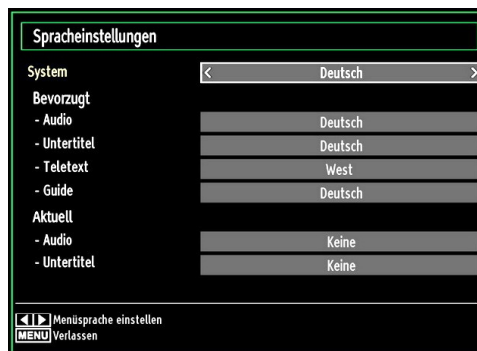 Spracheinstellungen
System < Deutsch >
Bevorzugt
- Audio Deutsch
- Untertitel Deutsch
- Teletext West
- Guide Deutsch
Aktuell
- Audio Keine
- Untertitel Keine
Menüsprache einstellen
MENU Verlassen